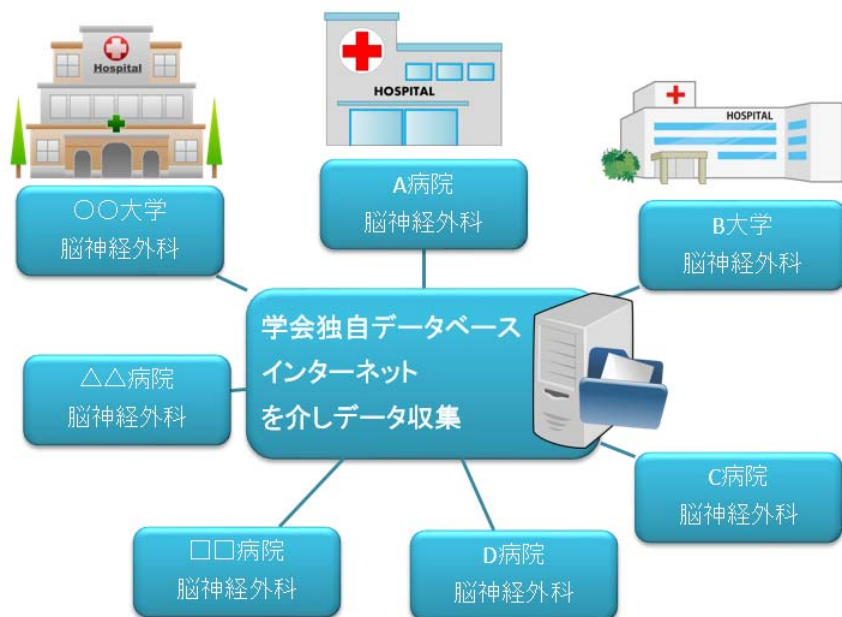 Hospital
HOSPITAL
HOSPITAL
〇〇大学
脳神経外科
A病院
脳神経外科
B大学
脳神経外科
学会独自データベース
インターネット
を介しデータ収集
△△病院
脳神経外科
C病院
脳神経外科
□□病院
脳神経外科
D病院
脳神経外科